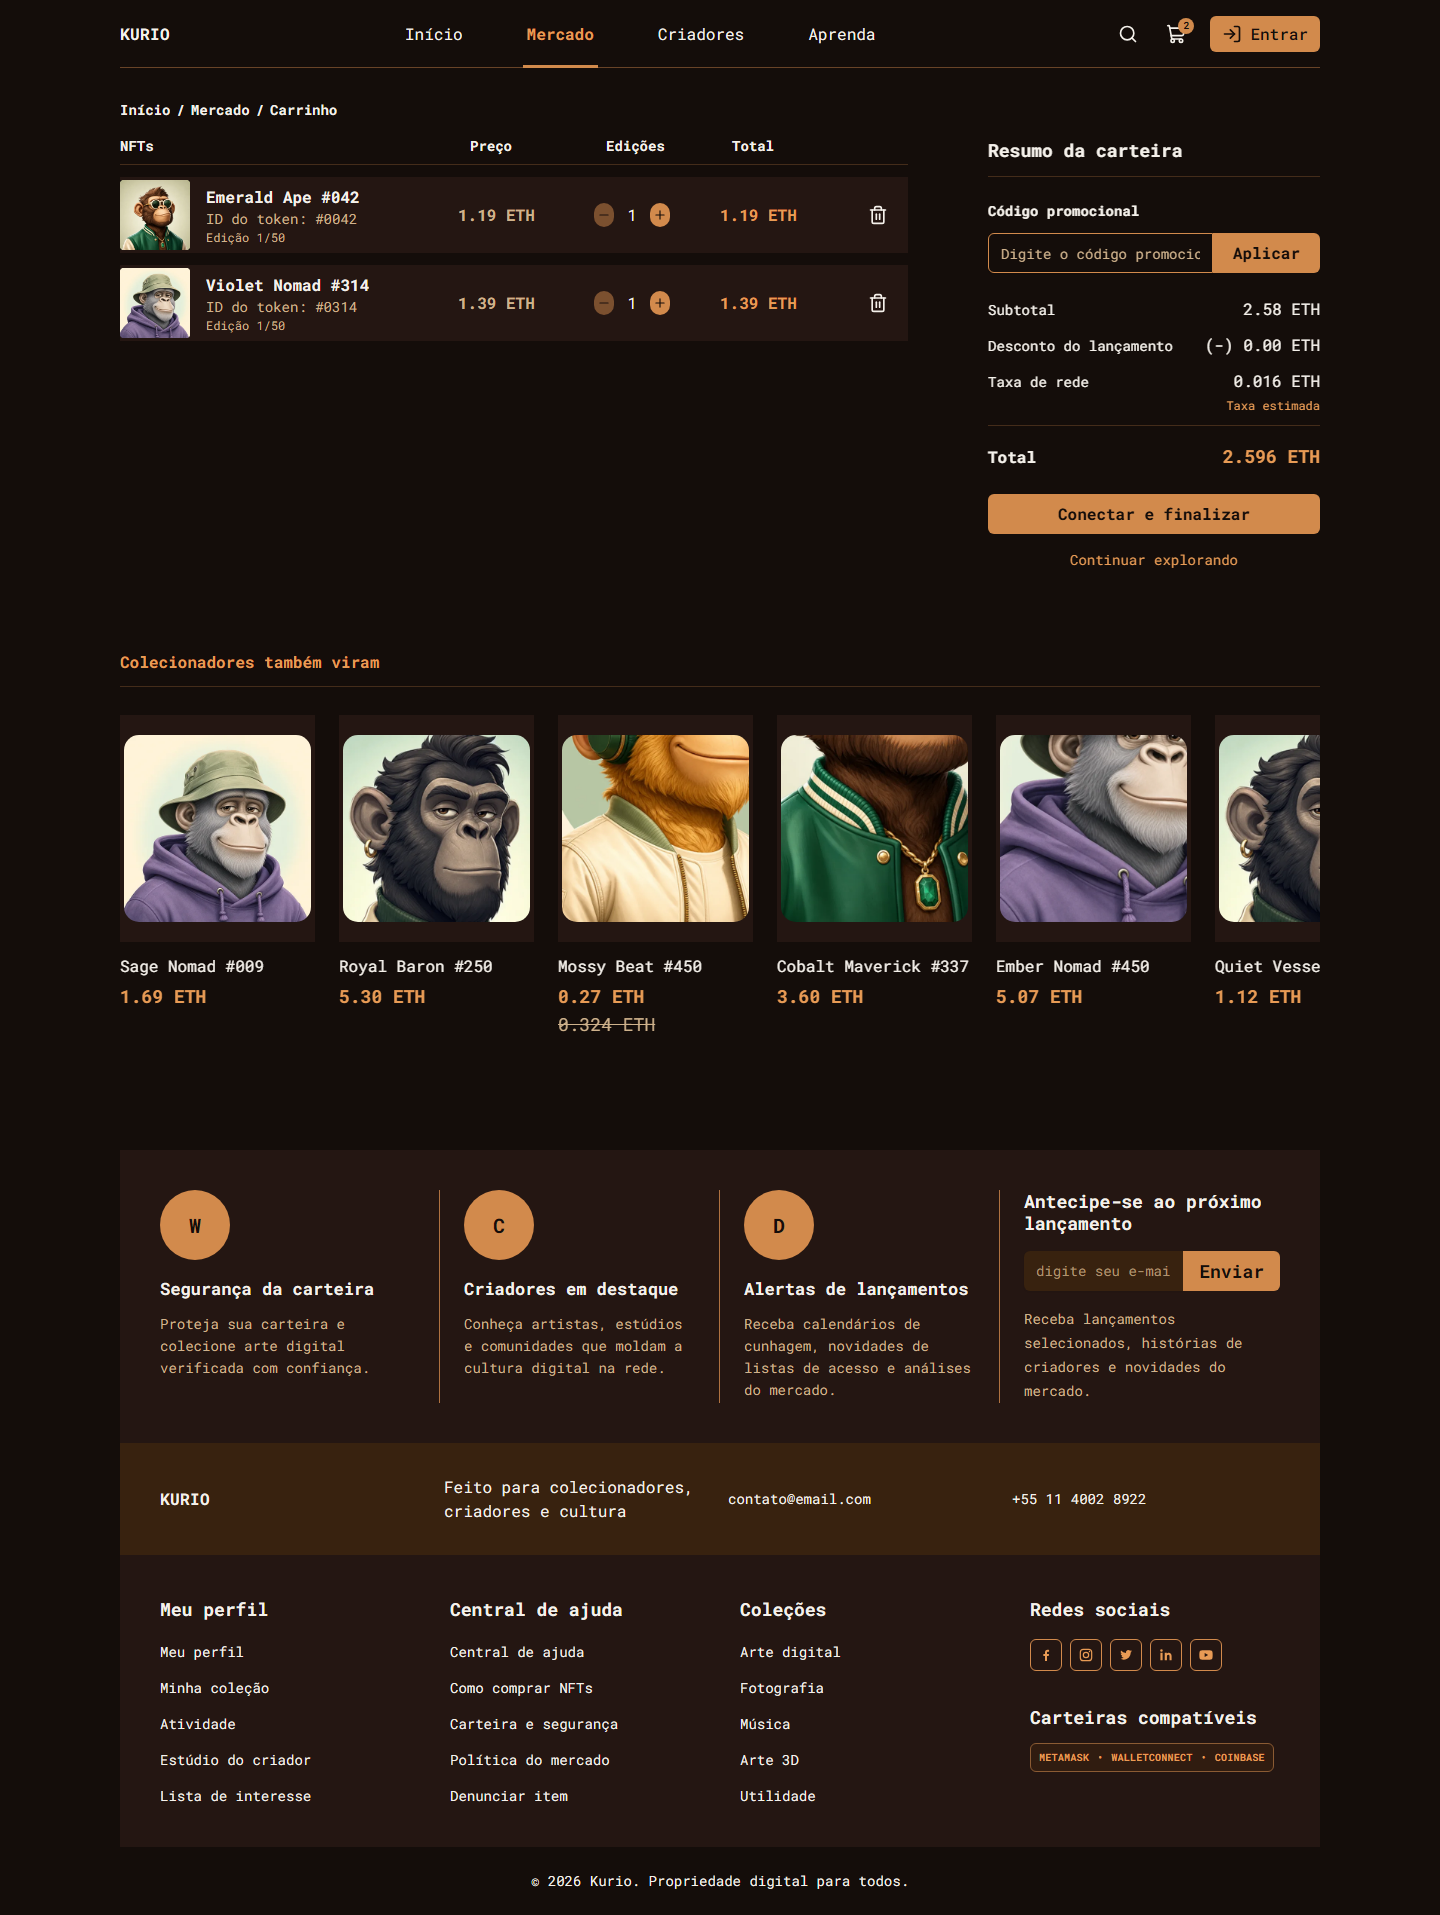 KURIO
Início
Mercado
Criadores
Aprenda
2
Entrar
Início / Mercado / Carrinho
NFTs
Preço
Edições
Total
Emerald Ape #042
ID do token: #0042
Edição 1/50
1.19 ETH
1
1.19 ETH
Violet Nomad #314
ID do token: #0314
Edição 1/50
1.39 ETH
1
1.39 ETH
Resumo da carteira
Código promocional
Digite o código promoci
Aplicar
Subtotal
2.58 ETH
Desconto do lançamento
(-) 0.00 ETH
Taxa de rede
0.016 ETH
Taxa estimada
Total
2.596 ETH
Conectar e finalizar
Continuar explorando
Colecionadores também viram
Sage Nomad #009
1.69 ETH
Royal Baron #250
5.30 ETH
Mossy Beat #450
0.27 ETH
0.324 ETH
Cobalt Maverick #337
3.60 ETH
Ember Nomad #450
5.07 ETH
Quiet Vesse
1.12 ETH
W
Segurança da carteira
Proteja sua carteira e
colecione arte digital
verificada com confiança.
C
Criadores em destaque
Conheça artistas, estúdios
e comunidades que moldam a
cultura digital na rede.
D
Alertas de lançamentos
Receba calendários de
cunhagem, novidades de
listas de acesso e análises
do mercado.
Antecipe-se ao próximo
lançamento
digite seu e-mai
Enviar
Receba lançamentos
selecionados, histórias de
criadores e novidades do
mercado.
KURIO
Feito para colecionadores,
criadores e cultura
contato@email.com
+55 11 4002 8922
Meu perfil
Meu perfil
Minha coleção
Atividade
Estúdio do criador
Lista de interesse
Central de ajuda
Central de ajuda
Como comprar NFTs
Carteira e segurança
Política do mercado
Denunciar item
Coleções
Arte digital
Fotografia
Música
Arte 3D
Utilidade
Redes sociais
Carteiras compatíveis
METAMASK • WALLETCONNECT • COINBASE
© 2026 Kurio. Propriedade digital para todos.